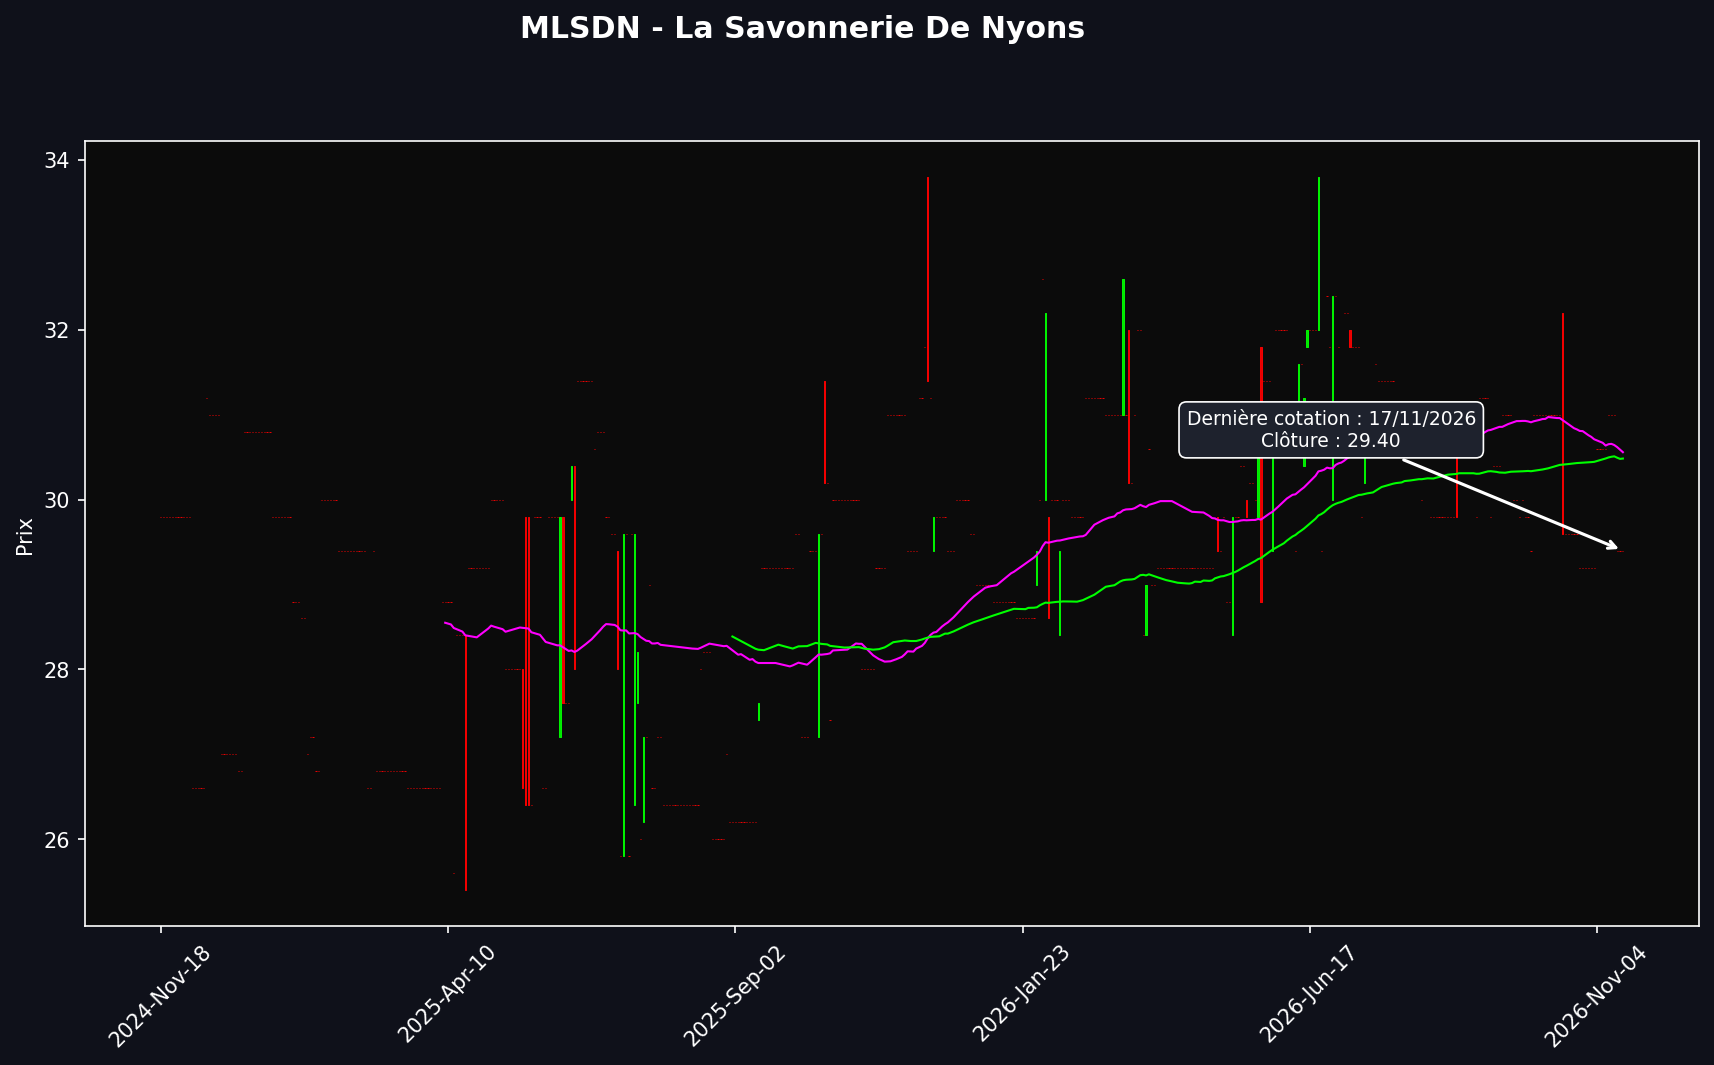 MLSDN - La Savonnerie De Nyons
Prix
34
32
30
28
26
Dernière cotation : 17/11/2026
Clôture : 29.40
2024-Nov-18
2025-Apr-10
2025-Sep-02
2026-Jan-23
2026-Jun-17
2026-Nov-04